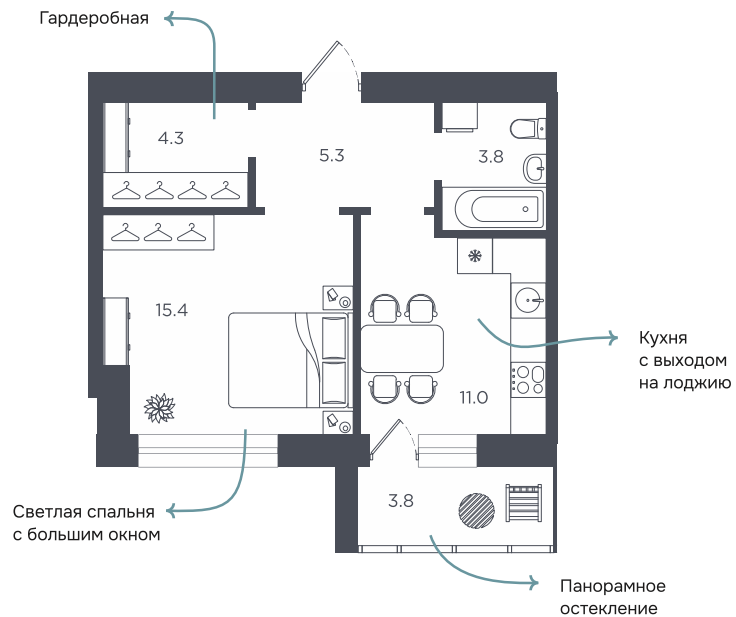 Гардеробная
4.3
5.3
3.8
15.4
Кухня
с выходом
на лоджию
11.0
3.8
Светлая спальня
с большим окном
Панорамное
остекление